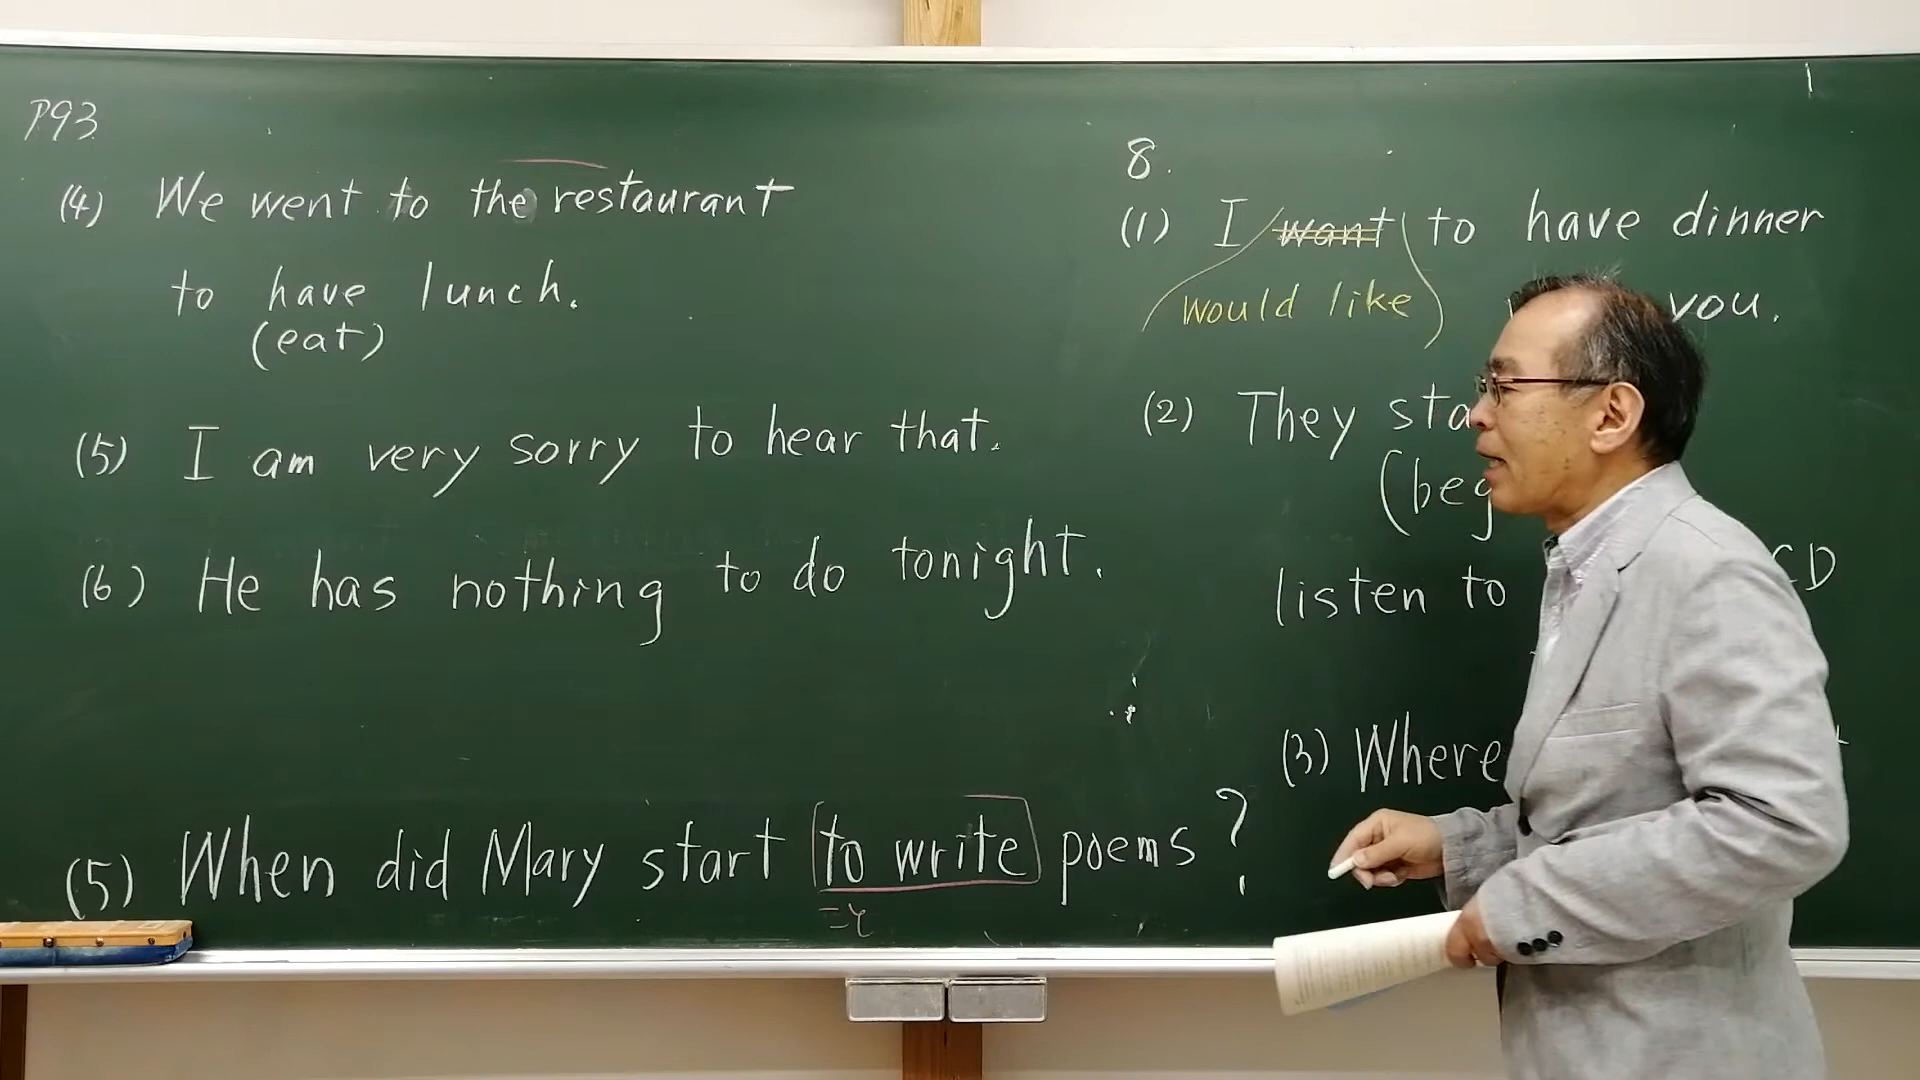 P93
(4) We went to the restaurant
to have lunch.
(eat)
(5) I am very sorry to hear that.
(6) He has nothing to do tonight.
(5) When did Mary start to write poems?
こと
8.
(1) I want to have dinner
would like you.
(2) They sta
(beg
listen to CD
(3) Where